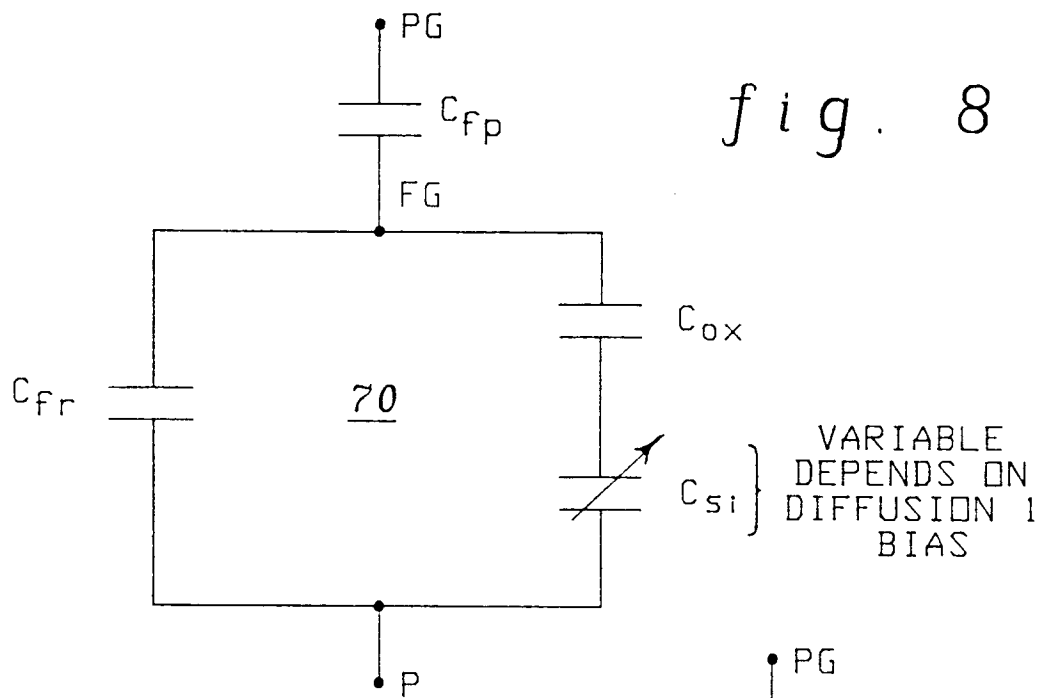 PG
Cfp
fig. 8
FG
Cox
Cfr
70
Csi
VARIABLE
DEPENDS ON
DIFFUSION 1
BIAS
P
PG